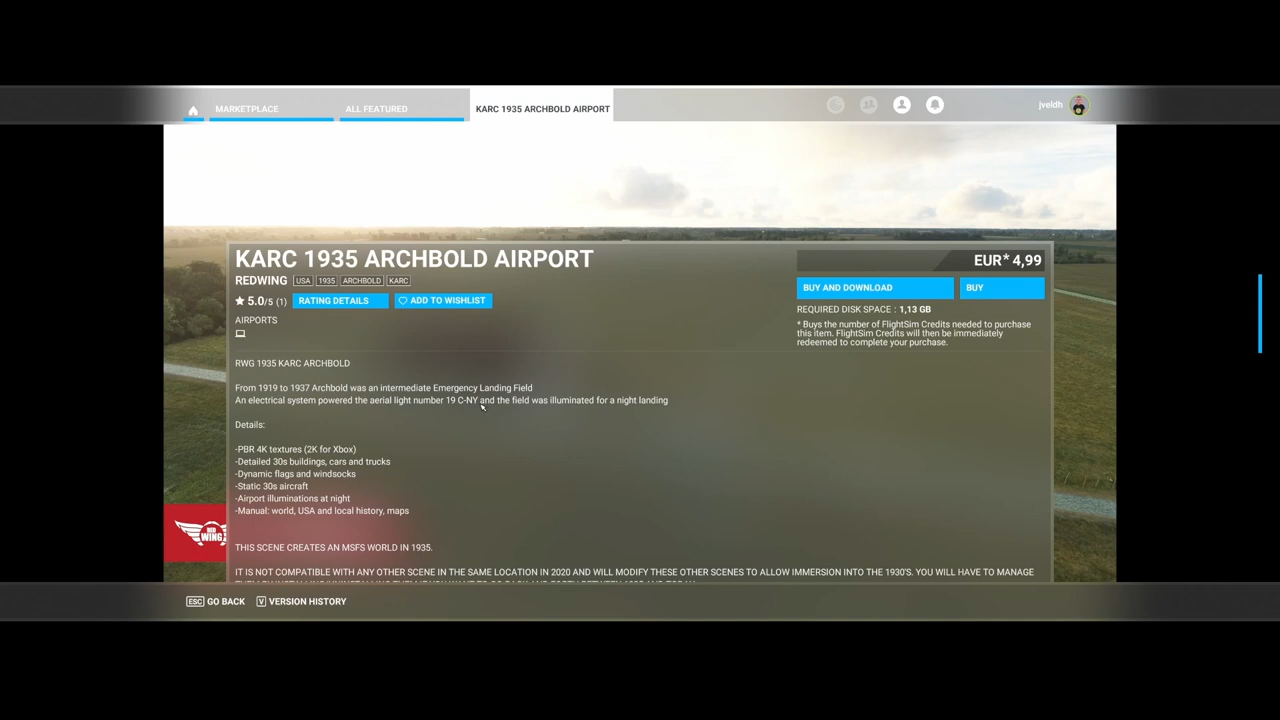 MARKETPLACE
ALL FEATURED
KARC 1935 ARCHBOLD AIRPORT
jveldh
KARC 1935 ARCHBOLD AIRPORT
EUR* 4,99
REDWING USA 1935 ARCHBOLD KARC
BUY AND DOWNLOAD
BUY
5.0/5 (1) RATING DETAILS ADD TO WISHLIST
REQUIRED DISK SPACE : 1,13 GB
* Buys the number of FlightSim Credits needed to purchase
this item. FlightSim Credits will then be immediately
redeemed to complete your purchase.
AIRPORTS
RWG 1935 KARC ARCHBOLD
From 1919 to 1937 Archbold was an intermediate Emergency Landing Field
An electrical system powered the aerial light number 19 C-NY and the field was illuminated for a night landing
Details:
-PBR 4K textures (2K for Xbox)
-Detailed 30s buildings, cars and trucks
-Dynamic flags and windsocks
-Static 30s aircraft
-Airport illuminations at night
-Manual: world, USA and local history, maps
RED
WING
THIS SCENE CREATES AN MSFS WORLD IN 1935.
IT IS NOT COMPATIBLE WITH ANY OTHER SCENE IN THE SAME LOCATION IN 2020 AND WILL MODIFY THESE OTHER SCENES TO ALLOW IMMERSION INTO THE 1930'S. YOU WILL HAVE TO MANAGE
ESC GO BACK V VERSION HISTORY